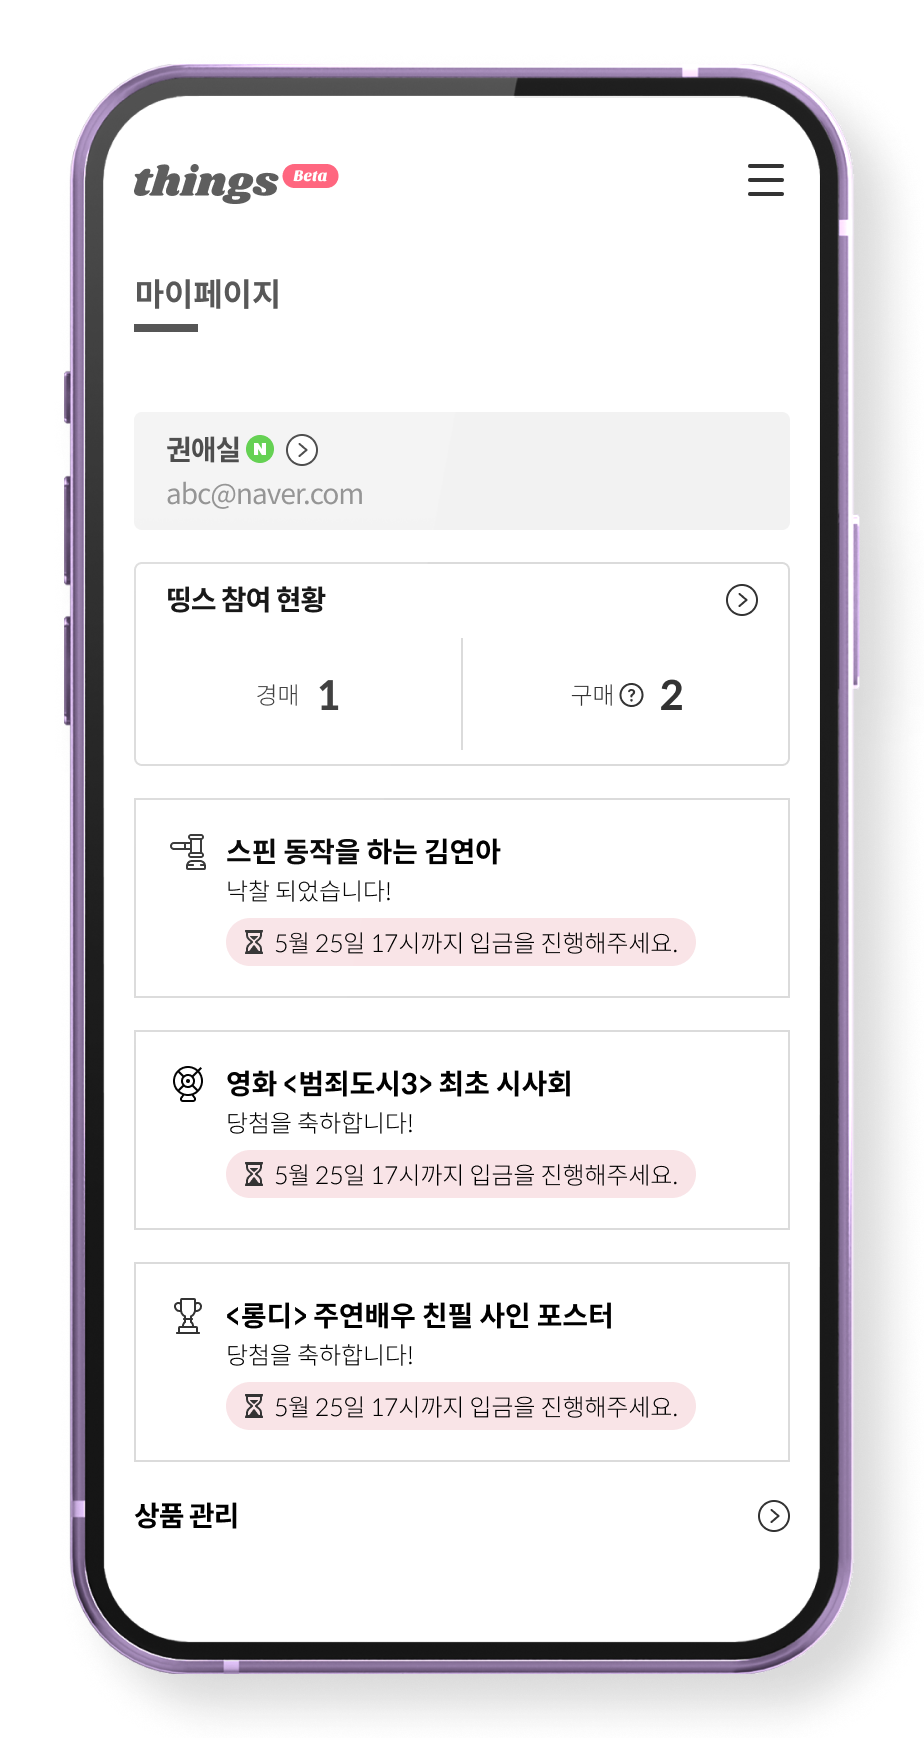 things Beta
마이페이지
권애실 N
abc@naver.com
띵스 참여 현황
경매 1
구매 ? 2
스핀 동작을 하는 김연아
낙찰 되었습니다!
5월 25일 17시까지 입금을 진행해주세요.
영화 <범죄도시3> 최초 시사회
당첨을 축하합니다!
5월 25일 17시까지 입금을 진행해주세요.
<롱디> 주연배우 친필 사인 포스터
당첨을 축하합니다!
5월 25일 17시까지 입금을 진행해주세요.
상품 관리